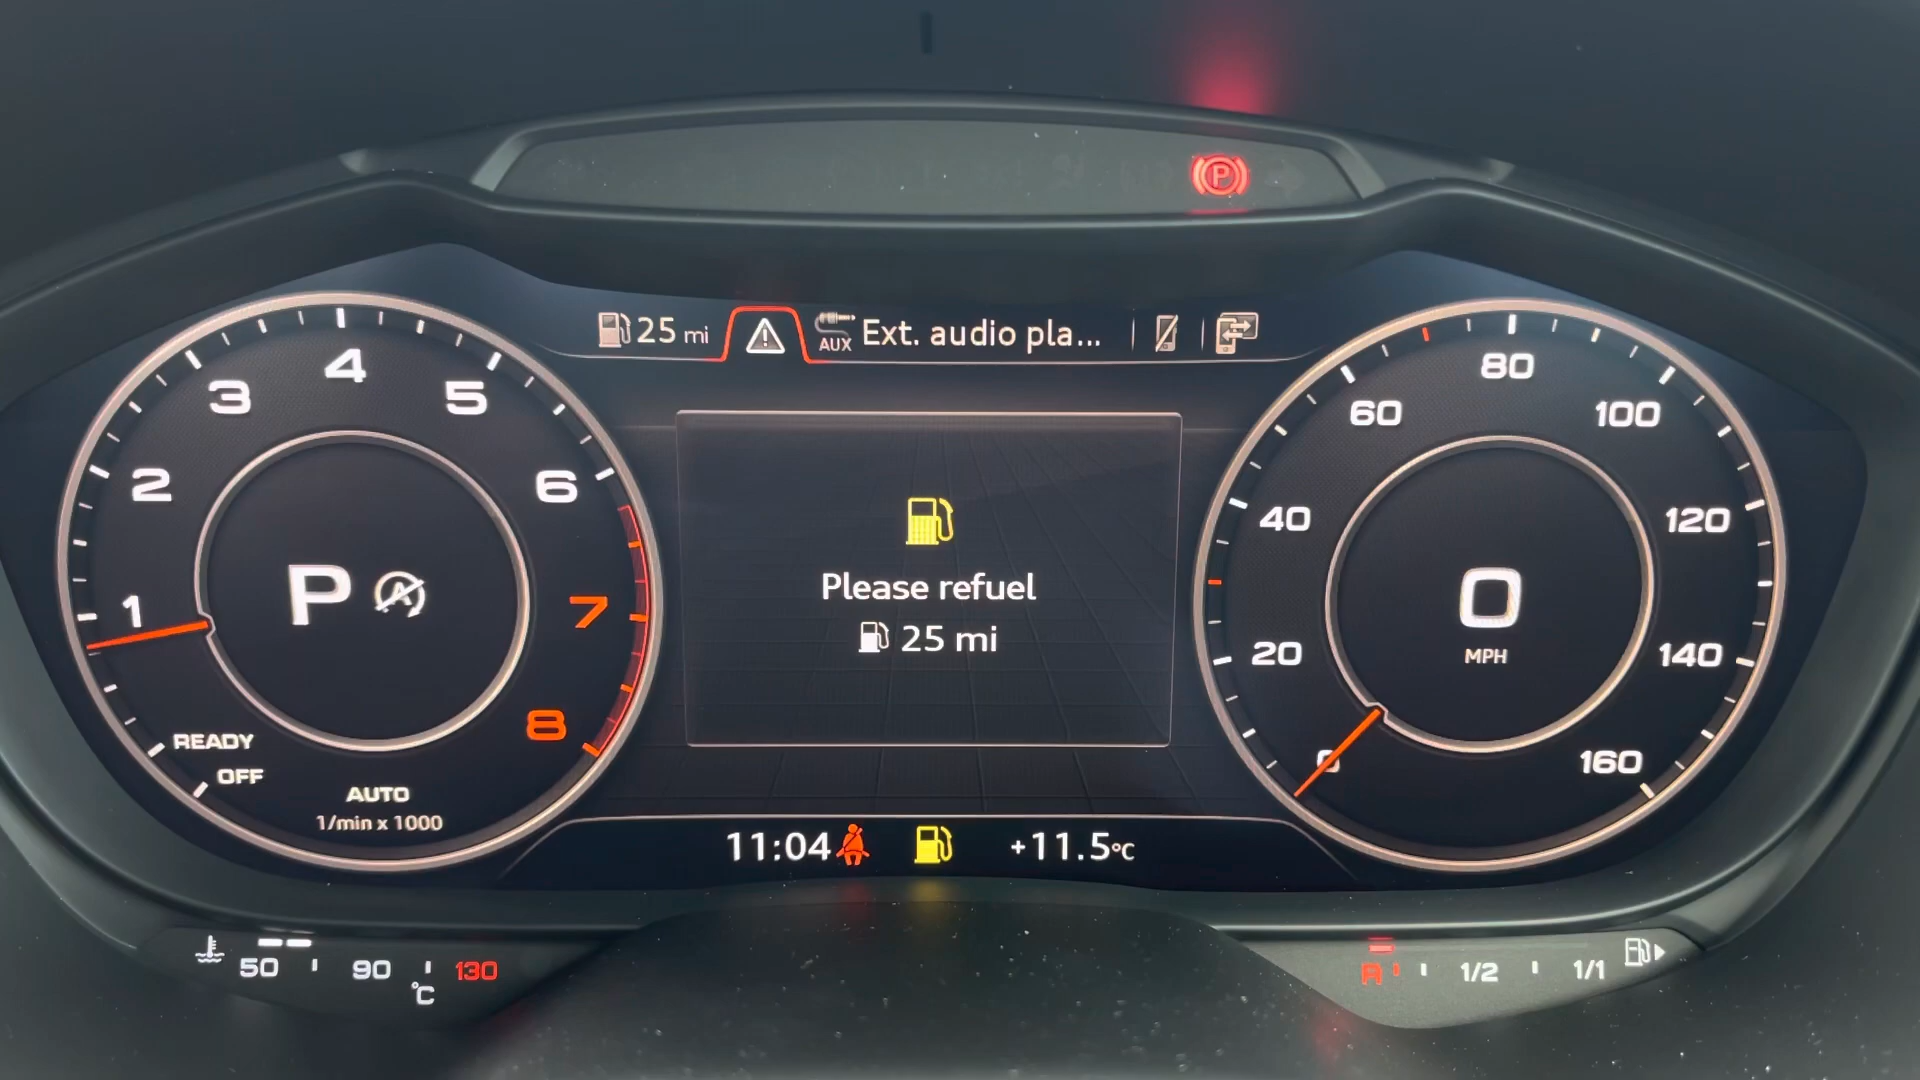 P
25 mi
AUX Ext. audio pla...
1
2
3
4
5
6
7
8
READY
OFF
AUTO
1/min x 1000
P A
Please refuel
25 mi
0
20
40
60
80
100
120
140
160
0
MPH
11:04
+11.5°C
50 90 130
°C
R 1/2 1/1